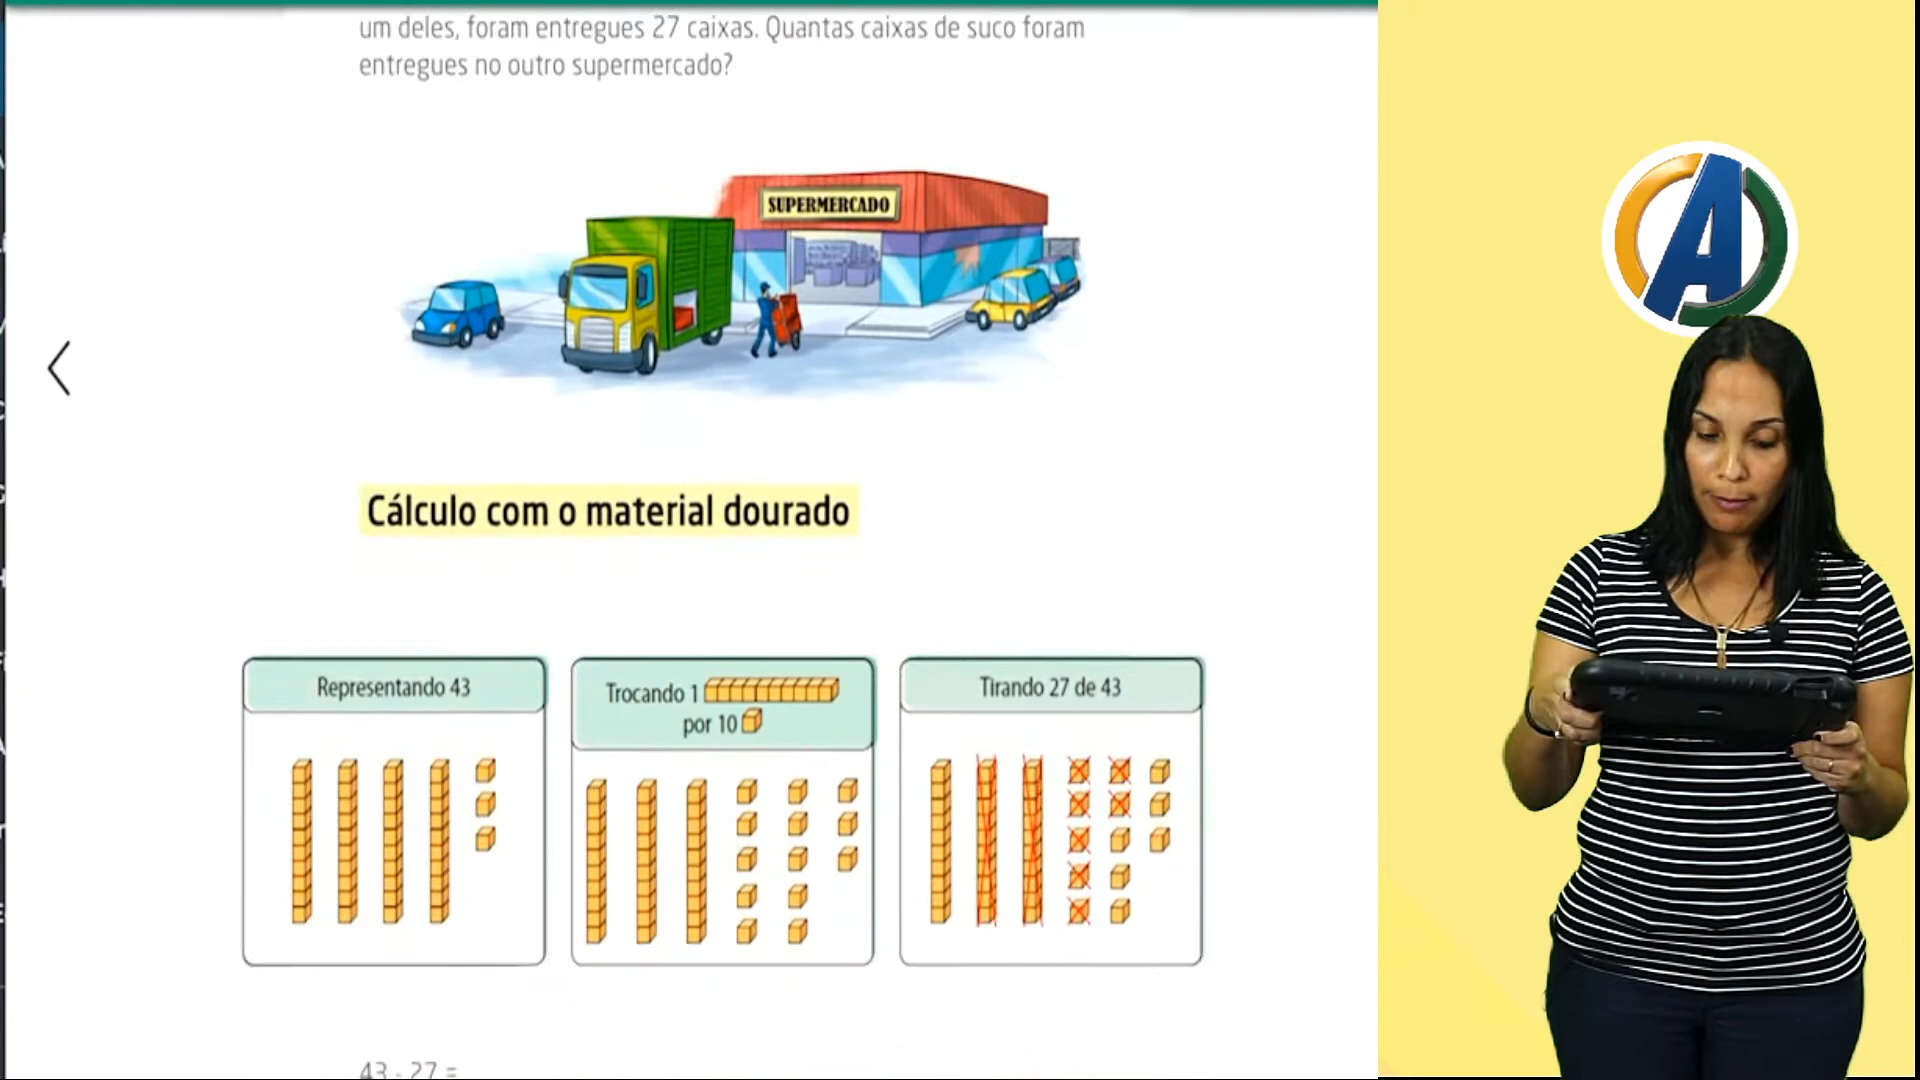 um deles, foram entregues 27 caixas. Quantas caixas de suco foram
entregues no outro supermercado?
SUPERMERCADO
Cálculo com o material dourado
Representando 43
Trocando 1
por 10
Tirando 27 de 43
43 - 27 =
A